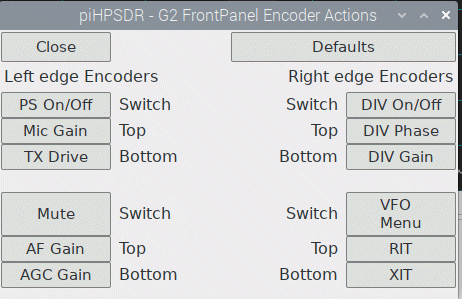 piHPSDR - G2 FrontPanel Encoder Actions
Close Defaults
Left edge Encoders Right edge Encoders
PS On/Off Switch Switch DIV On/Off
Mic Gain Top Top DIV Phase
TX Drive Bottom Bottom DIV Gain
Mute Switch Switch VFO
Menu
AF Gain Top Top RIT
AGC Gain Bottom Bottom XIT